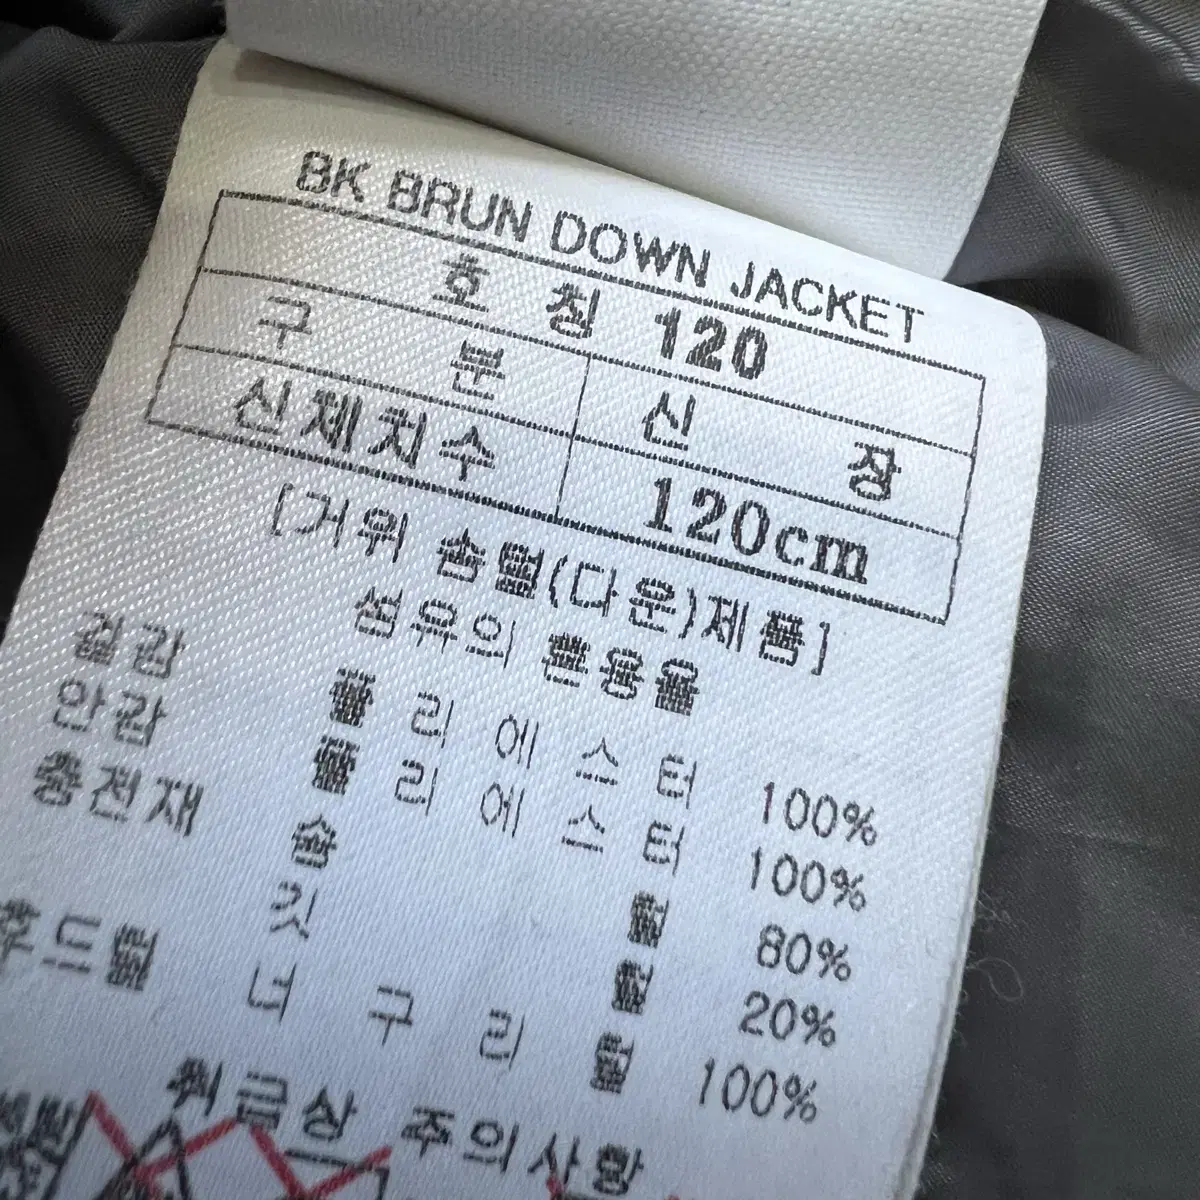 BK BRUN DOWN JACKET
호 칭 120
구 분 신 장
신체치수 120cm
[거위 솜털(다운)제품]
섬유의 혼용율
겉감 폴 리 에 스 터 100%
안감 폴 리 에 스 터 100%
충전재 솜 털 80%
깃 털 20%
후드털 너 구 리 털 100%
취급상 주의사항